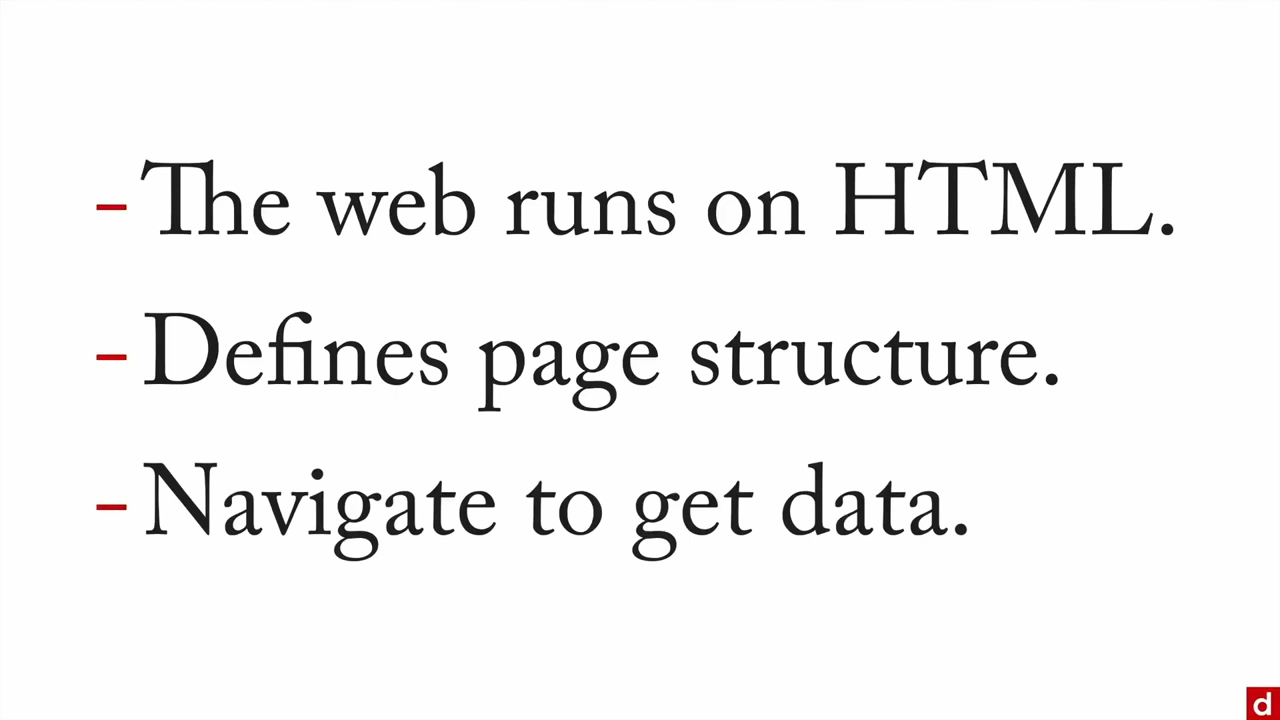 - The web runs on HTML.
- Defines page structure.
- Navigate to get data.
d